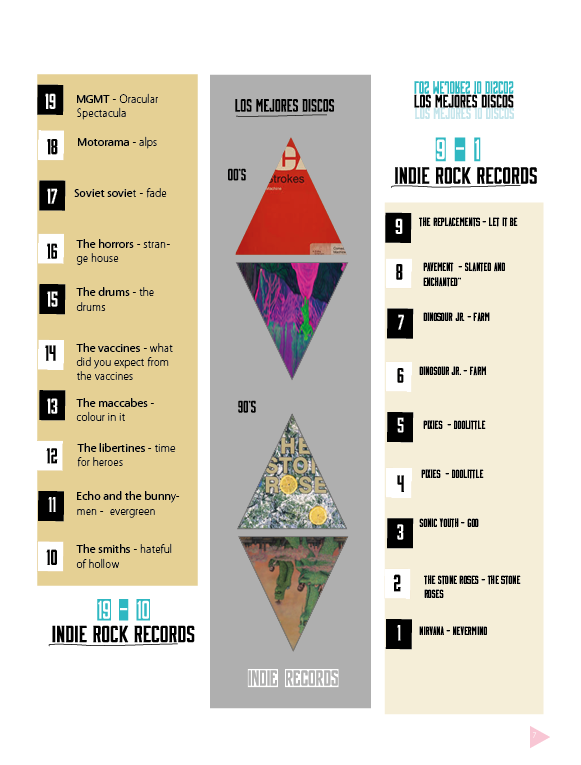 19 MGMT - Oracular
Spectacula
18 Motorama - alps
17 Soviet soviet - fade
16 The horrors - stran-
ge house
15 The drums - the
drums
14 The vaccines - what
did you expect from
the vaccines
13 The maccabes -
colour in it
12 The libertines - time
for heroes
11 Echo and the bunny-
men - evergreen
10 The smiths - hateful
of hollow
19 - 10
INDIE ROCK RECORDS
LOS MEJORES DISCOS
00'S
strokes
90'S
THE
STO
ROSE
INDIE RECORDS
LOS MEJORES DISCOS
LOS MEJORES DISCOS
LOS MEJORES DISCOS
9 - 1
INDIE ROCK RECORDS
9 THE REPLACEMENTS - LET IT BE
8 PAVEMENT - SLANTED AND
ENCHANTED"
7 DINOSOUR JR. - FARM
6 DINOSOUR JR. - FARM
5 PIXIES - DOOLITTLE
4 PIXIES - DOOLITTLE
3 SONIC YOUTH - GOO
2 THE STONE ROSES - THE STONE
ROSES
1 NIRVANA - NEVERMIND